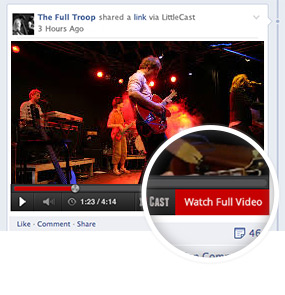 The Full Troop shared a link via LittleCast
3 Hours Ago
1:23 / 4:14
CAST
Watch Full Video
Like · Comment · Share
46